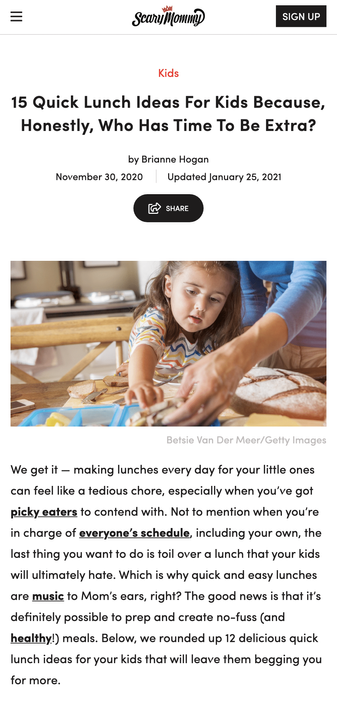 Scary Mommy
SIGN UP
Kids
15 Quick Lunch Ideas For Kids Because,
Honestly, Who Has Time To Be Extra?
by Brianne Hogan
November 30, 2020 Updated January 25, 2021
SHARE
Betsie Van Der Meer/Getty Images
We get it — making lunches every day for your little ones
can feel like a tedious chore, especially when you’ve got
picky eaters to contend with. Not to mention when you’re
in charge of everyone’s schedule, including your own, the
last thing you want to do is toil over a lunch that your kids
will ultimately hate. Which is why quick and easy lunches
are music to Mom’s ears, right? The good news is that it’s
definitely possible to prep and create no-fuss (and
healthy!) meals. Below, we rounded up 12 delicious quick
lunch ideas for your kids that will leave them begging you
for more.